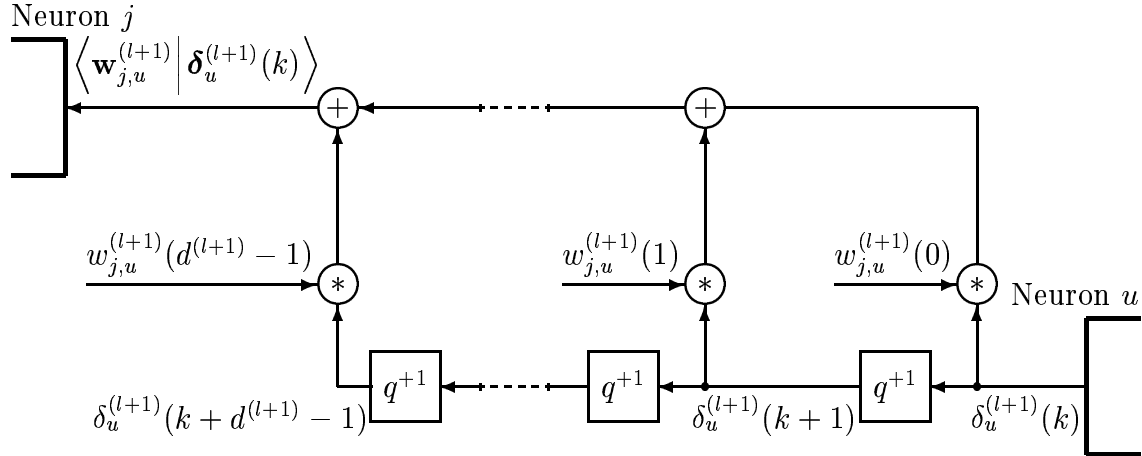 Neuron j
⟨w_{j,u}^{(l+1)} | δ_u^{(l+1)}(k)⟩
+ +
w_{j,u}^{(l+1)}(d^{(l+1)} − 1) w_{j,u}^{(l+1)}(1) w_{j,u}^{(l+1)}(0)
* * *
Neuron u
q^{+1} q^{+1} q^{+1}
δ_u^{(l+1)}(k + d^{(l+1)} − 1) δ_u^{(l+1)}(k + 1) δ_u^{(l+1)}(k)